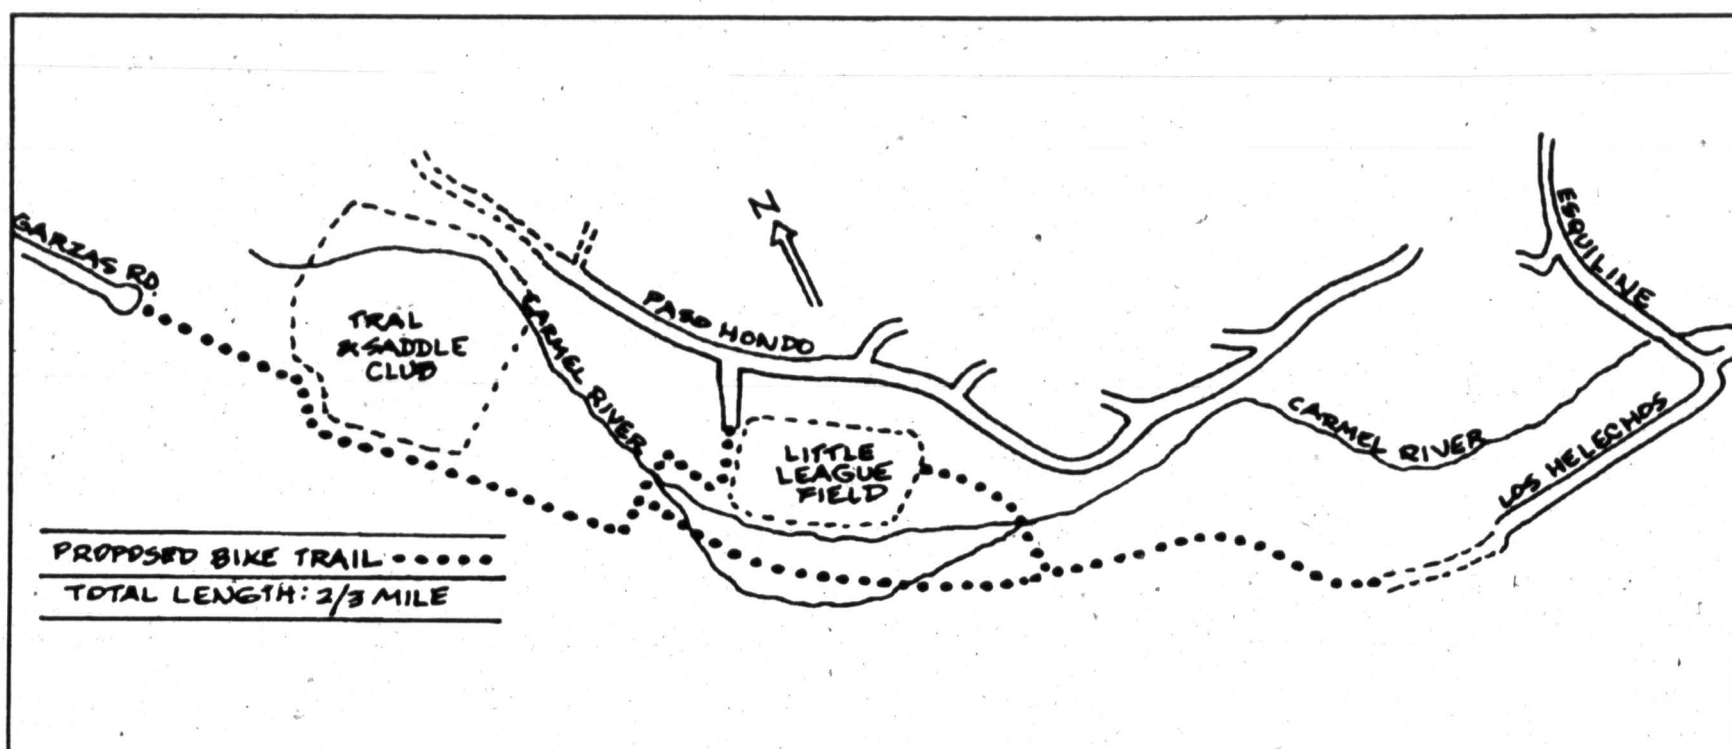 GARZAS RD.
TRAL
& SADDLE
CLUB
CARMEL RIVER
N
PASO HONDO
LITTLE
LEAGUE
FIELD
CARMEL RIVER
ESQUILINE
LOS HELECHOS
PROPOSED BIKE TRAIL
TOTAL LENGTH: 2/3 MILE